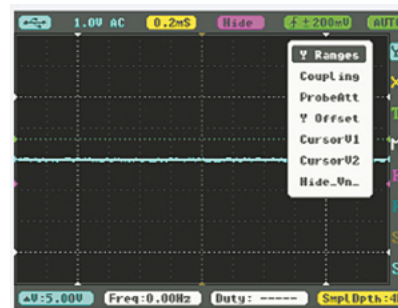 1.0V AC 0.2mS Hide ±200mV AUTO
Y Ranges
Coupling
ProbeAtt
Y Offset
CursorV1
CursorV2
Hide_Vn_
Y
X
T
M
S
▲V:5.00V Freq:0.00Hz Duty: ----- SmplDpth:4